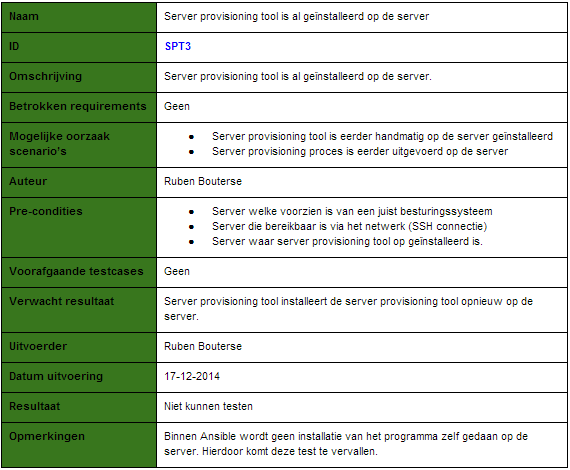 Naam
Server provisioning tool is al geïnstalleerd op de server
ID
SPT3
Omschrijving
Server provisioning tool is al geïnstalleerd op de server.
Betrokken requirements
Geen
Mogelijke oorzaak
scenario's
● Server provisioning tool is eerder handmatig op de server geïnstalleerd
● Server provisioning proces is eerder uitgevoerd op de server
Auteur
Ruben Bouterse
Pre-condities
● Server welke voorzien is van een juist besturingssysteem
● Server die bereikbaar is via het netwerk (SSH connectie)
● Server waar server provisioning tool op geïnstalleerd is.
Voorafgaande testcases
Geen
Verwacht resultaat
Server provisioning tool installeert de server provisioning tool opnieuw op de
server.
Uitvoerder
Ruben Bouterse
Datum uitvoering
17-12-2014
Resultaat
Niet kunnen testen
Opmerkingen
Binnen Ansible wordt geen installatie van het programma zelf gedaan op de
server. Hierdoor komt deze test te vervallen.